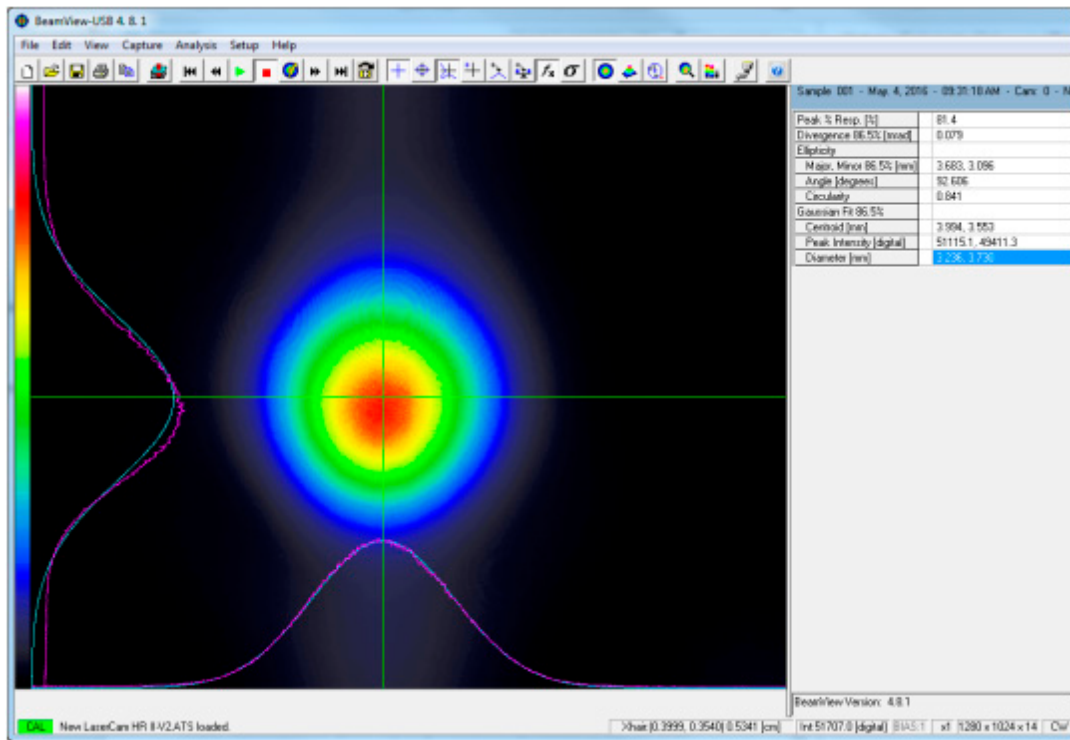 BeamView-USB 4. 8. 1
File Edit View Capture Analysis Setup Help
Sample 001 - May. 4, 2016 - 09:31:18 AM - Cam: 0 - N
Peak % Resp. [%] 81.4
Divergence 86.5% [mrad] 0.079
Ellipticity
Major, Minor 86.5% [mm] 3.683, 3.096
Angle [degrees] 92.606
Circularity 0.841
Gaussian Fit 86.5%
Centroid [mm] 3.994, 3.553
Peak Intensity [digital] 51115.1, 49411.3
Diameter [mm] 3.236, 3.730
BeamView Version: 4.8.1
CAL New LaserCam HR II-V2.ATS loaded. Xhair:[0.3999, 0.3540] 0.5341 [cm] Int:51707.0 [digital] BIAS:1 x1 1280 x 1024 x 14 CW